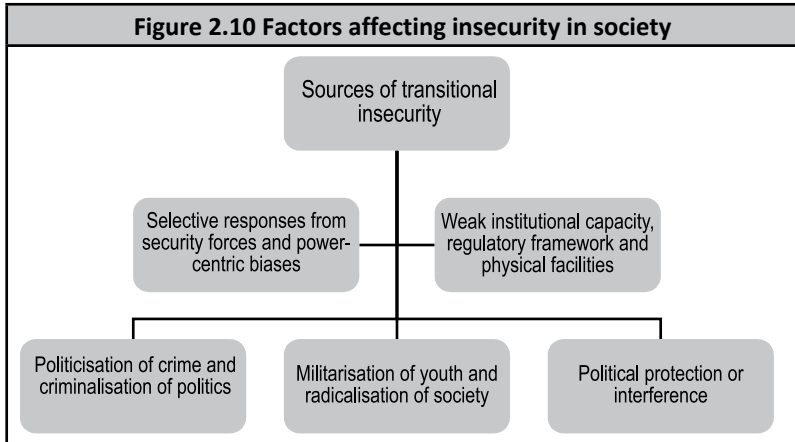 Figure 2.10 Factors affecting insecurity in society
Sources of transitional
insecurity
Selective responses from
security forces and power-
centric biases
Weak institutional capacity,
regulatory framework and
physical facilities
Politicisation of crime and
criminalisation of politics
Militarisation of youth and
radicalisation of society
Political protection or
interference